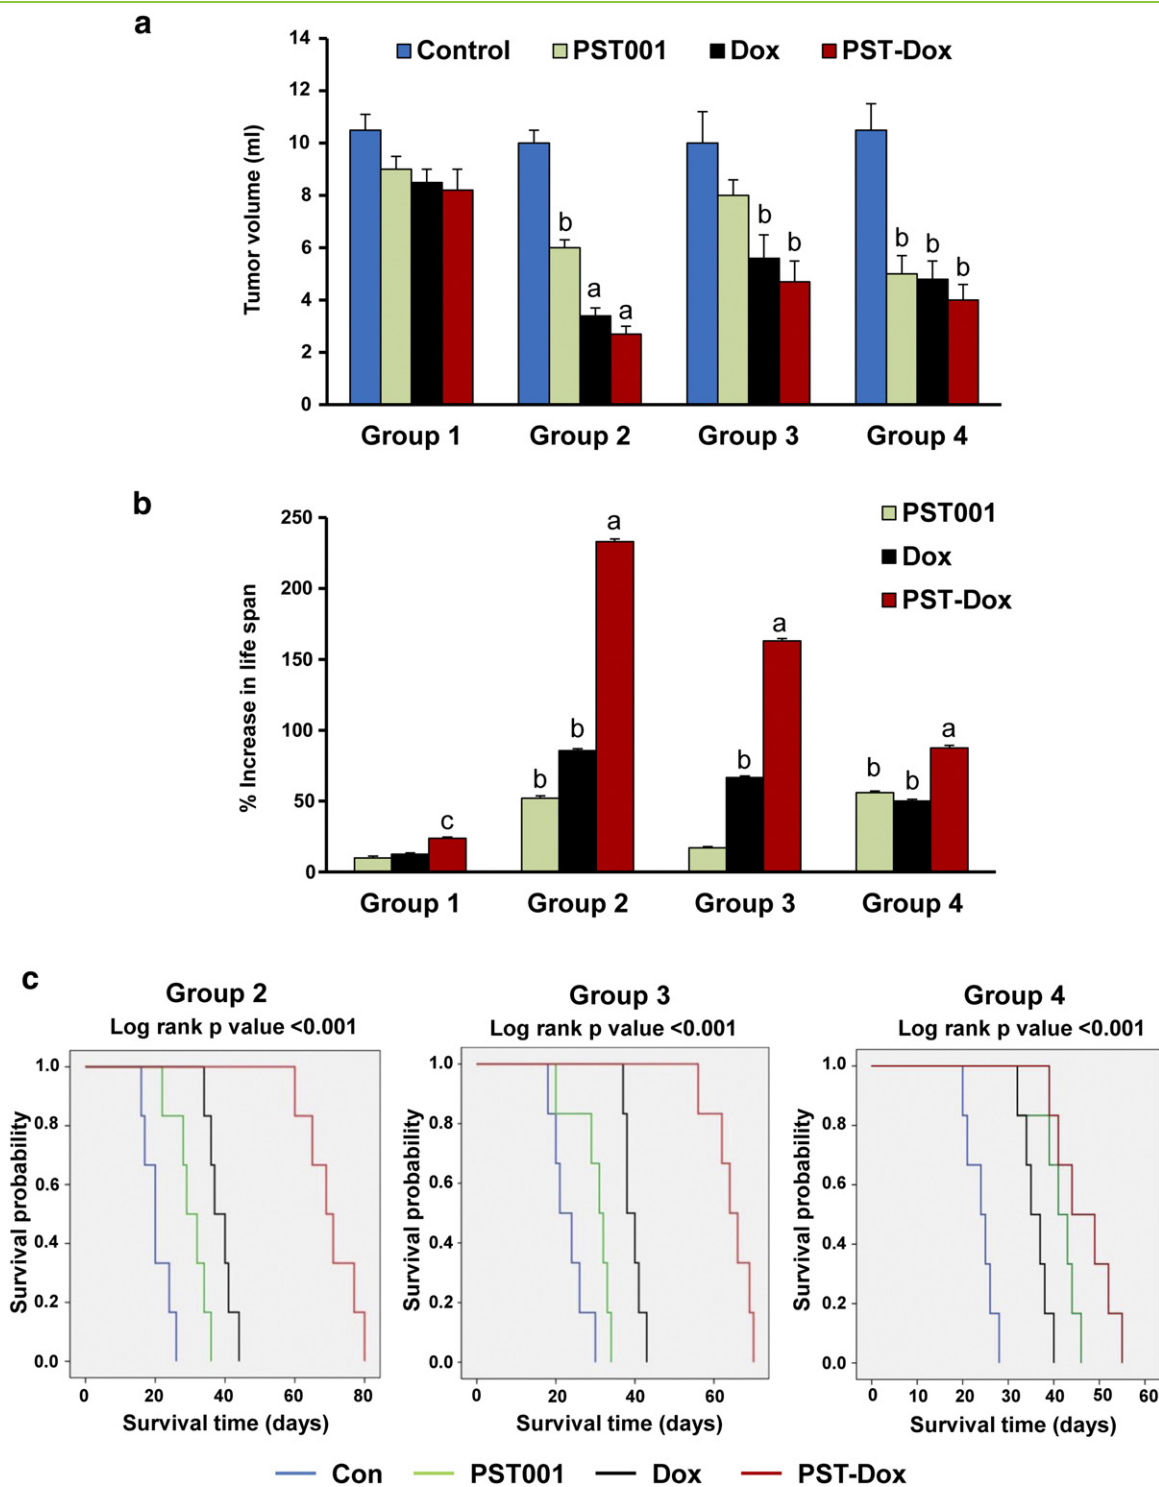 a
14
12
10
8
6
4
2
0
Tumor volume (ml)
Control PST001 Dox PST-Dox
b a a
b b
b b b
Group 1 Group 2 Group 3 Group 4
b
250
200
150
100
50
0
% Increase in life span
PST001
Dox
PST-Dox
c
b b a
b a
b b a
Group 1 Group 2 Group 3 Group 4
c
Group 2
Log rank p value <0.001
Survival probability
1.0
0.8
0.6
0.4
0.2
0.0
0 20 40 60 80
Survival time (days)
Group 3
Log rank p value <0.001
Survival probability
1.0
0.8
0.6
0.4
0.2
0.0
0 20 40 60
Survival time (days)
Group 4
Log rank p value <0.001
Survival probability
1.0
0.8
0.6
0.4
0.2
0.0
0 10 20 30 40 50 60
Survival time (days)
Con PST001 Dox PST-Dox